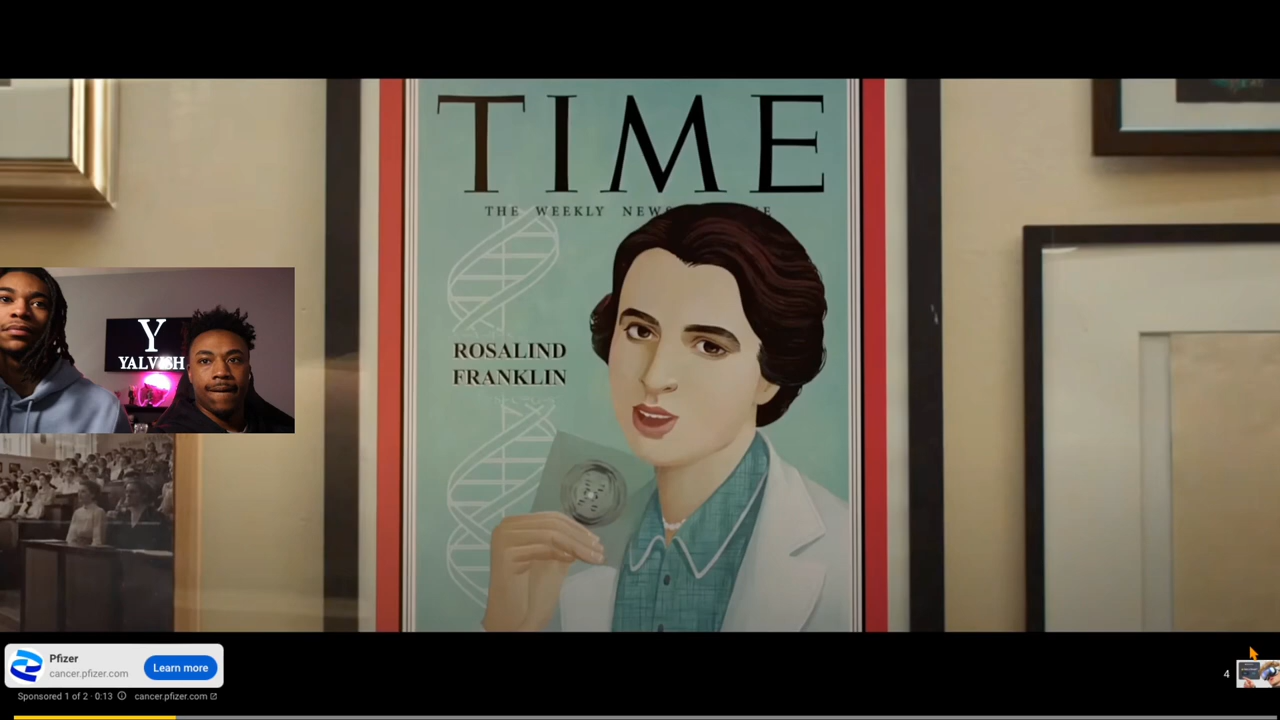 TIME
THE WEEKLY NEWS
ROSALIND
FRANKLIN
Y
YALVISH
Pfizer
cancer.pfizer.com
Learn more
Sponsored 1 of 2 · 0:13
cancer.pfizer.com
4